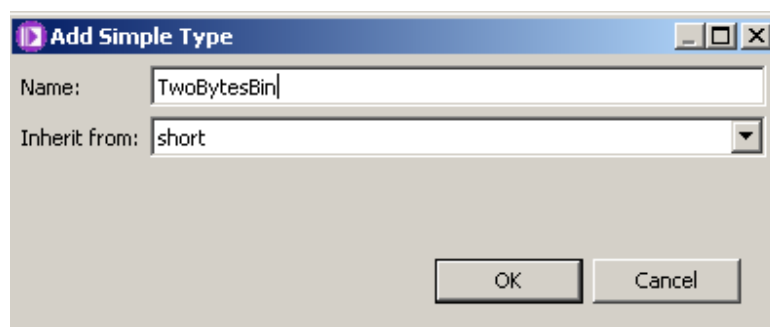 Add Simple Type
Name: TwoBytesBin
Inherit from: short
OK Cancel